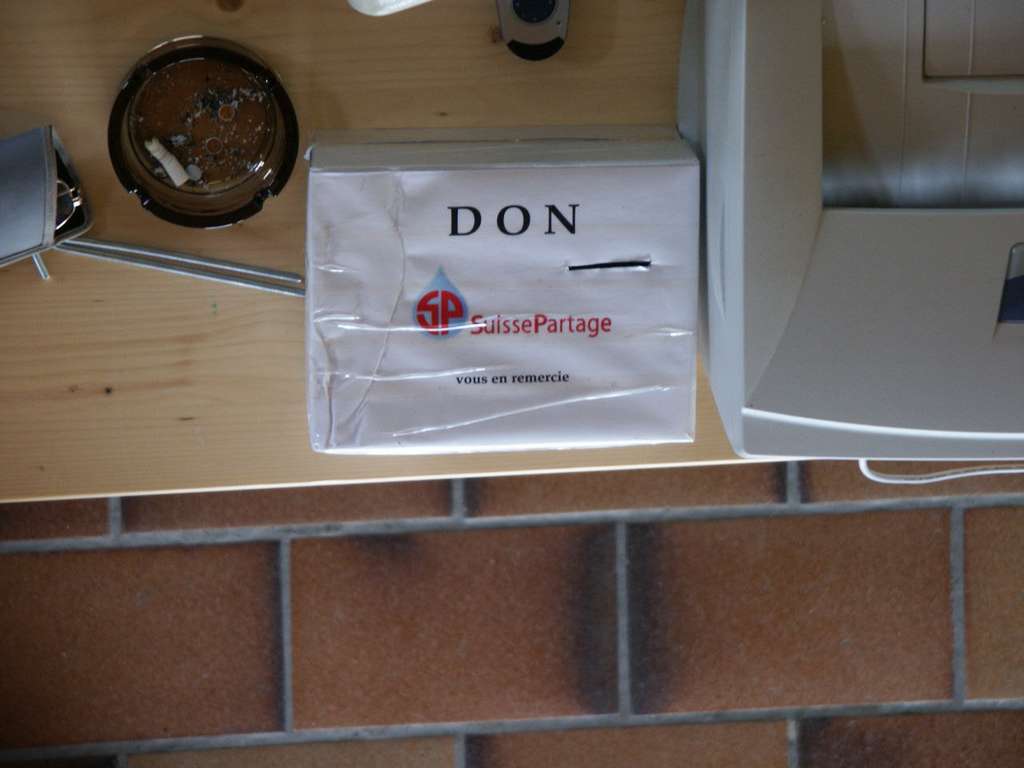 DON
SP SuissePartage
vous en remercie